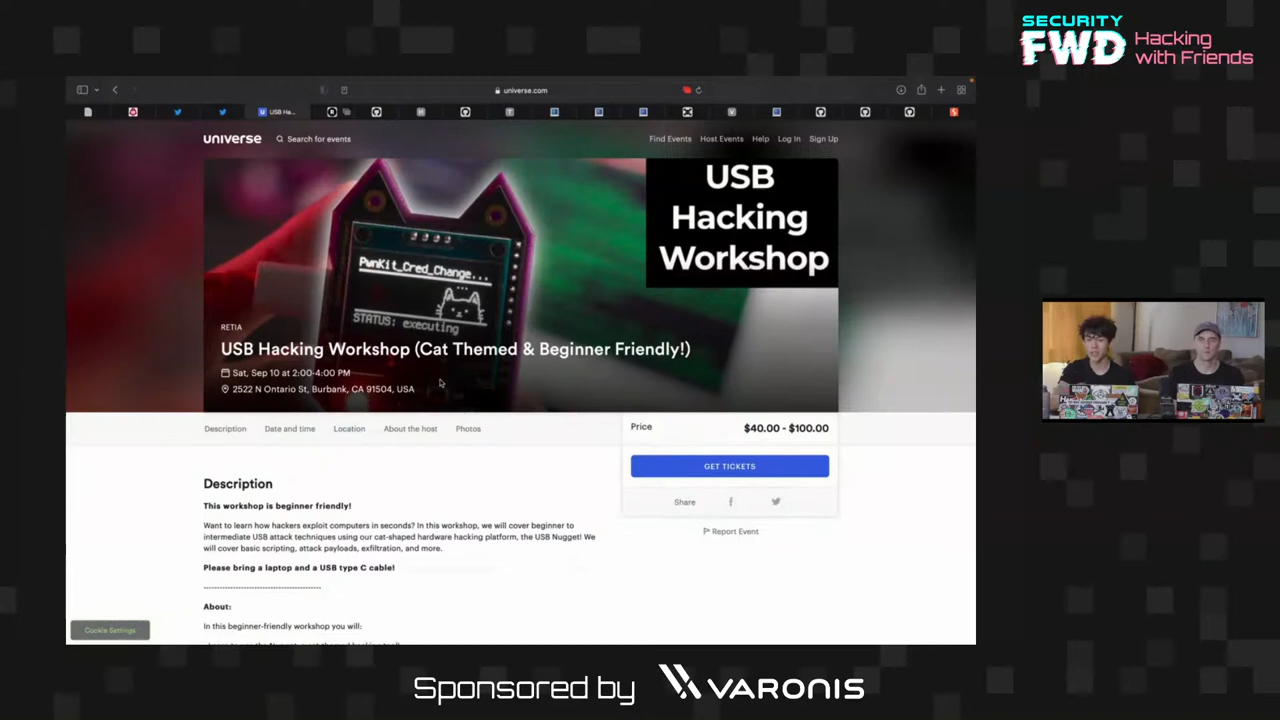 SECURITY
FWD
Hacking
with Friends
universe.com
USB Ha...
UNIVERSE
Search for events
Find Events
Host Events
Help
Log In
Sign Up
USB
Hacking
Workshop
PwnKit_Cred_Change...
STATUS: executing
RETIA
USB Hacking Workshop (Cat Themed & Beginner Friendly!)
Sat, Sep 10 at 2:00-4:00 PM
2522 N Ontario St, Burbank, CA 91504, USA
Description
Date and time
Location
About the host
Photos
Price
$40.00 - $100.00
GET TICKETS
Share
Report Event
Description
This workshop is beginner friendly!
Want to learn how hackers exploit computers in seconds? In this workshop, we will cover beginner to
intermediate USB attack techniques using our cat-shaped hardware hacking platform, the USB Nugget! We
will cover basic scripting, attack payloads, exfiltration, and more.
Please bring a laptop and a USB type C cable!
About:
In this beginner-friendly workshop you will:
Cookie Settings
Sponsored by
VARONIS